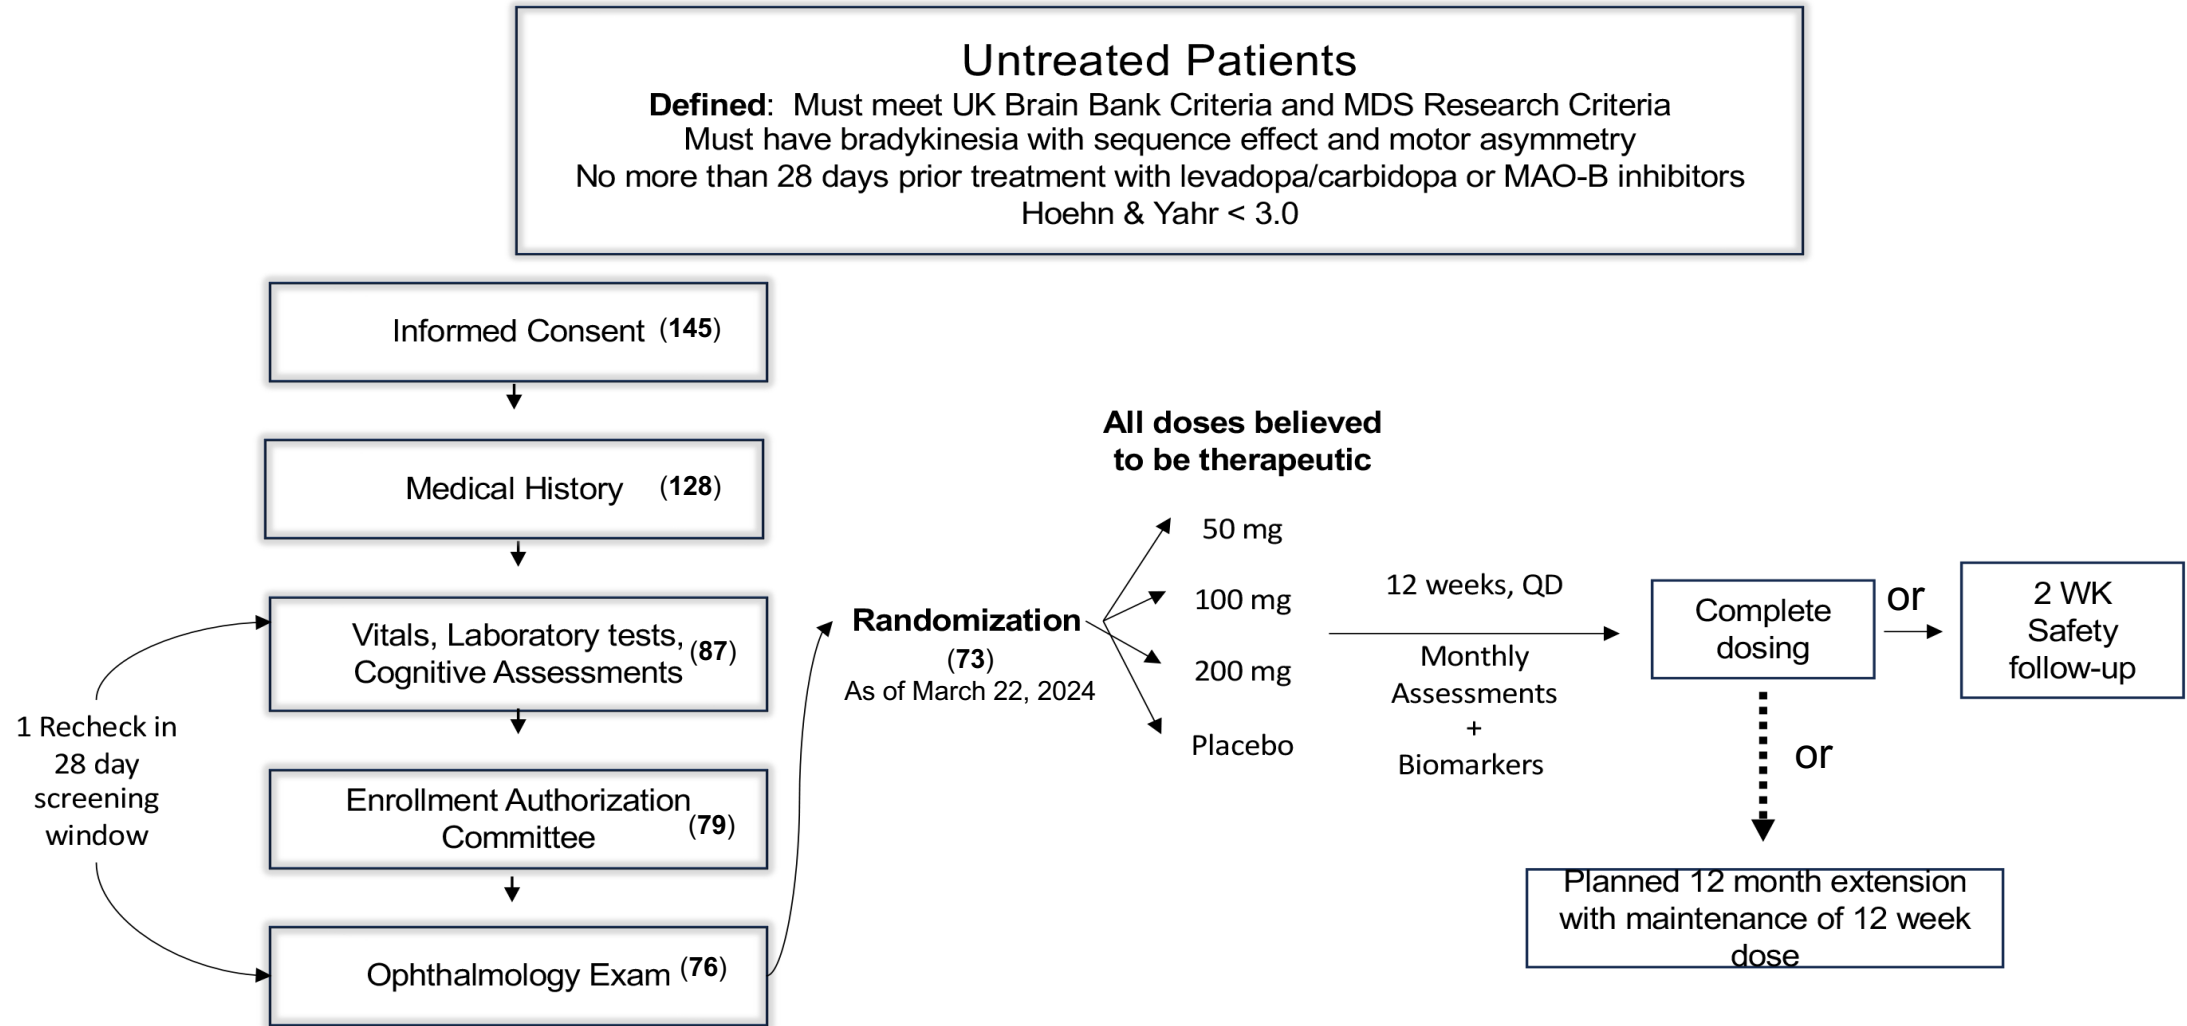 Untreated Patients
Defined:  Must meet UK Brain Bank Criteria and MDS Research Criteria
Must have bradykinesia with sequence effect and motor asymmetry
No more than 28 days prior treatment with levadopa/carbidopa or MAO-B inhibitors
Hoehn & Yahr < 3.0
Informed Consent (145)
Medical History (128)
Vitals, Laboratory tests,
Cognitive Assessments (87)
Enrollment Authorization
Committee (79)
Ophthalmology Exam (76)
1 Recheck in
28 day
screening
window
Randomization
(73)
As of March 22, 2024
All doses believed
to be therapeutic
50 mg
100 mg
200 mg
Placebo
12 weeks, QD
Monthly
Assessments
+
Biomarkers
Complete
dosing
or
2 WK
Safety
follow-up
or
Planned 12 month extension
with maintenance of 12 week
dose